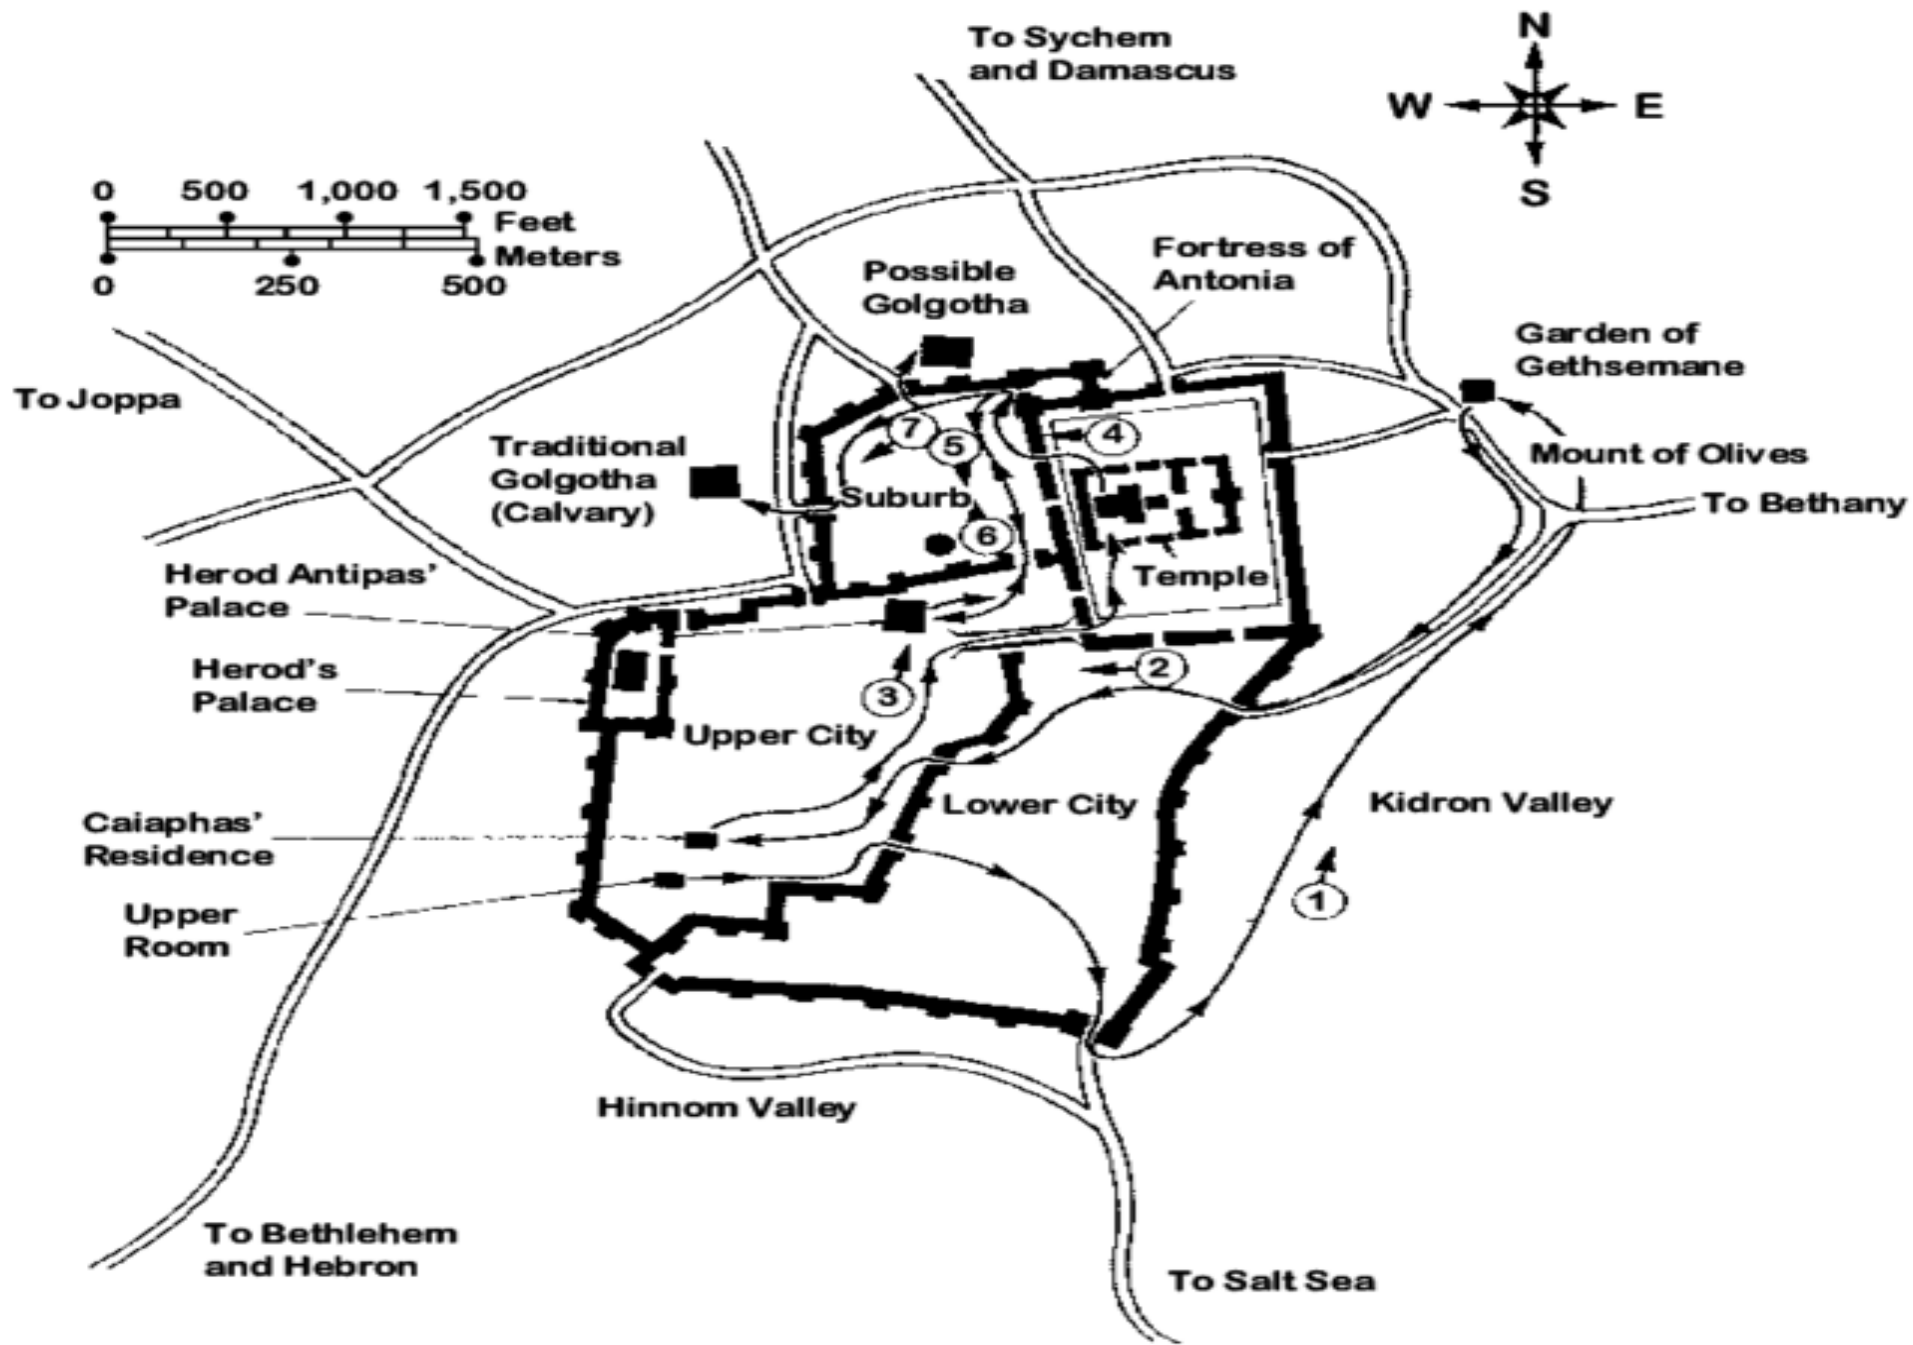 To Sychem
and Damascus
N
W E
S
0 500 1,000 1,500
Feet
Meters
0 250 500
Possible
Golgotha
Fortress of
Antonia
Garden of
Gethsemane
To Joppa
Traditional
Golgotha
(Calvary)
7
5
4
Mount of Olives
Suburb
To Bethany
6
Herod Antipas'
Palace
Temple
Herod's
Palace
2
3
Upper City
Caiaphas'
Residence
Lower City
Kidron Valley
Upper
Room
1
Hinnom Valley
To Bethlehem
and Hebron
To Salt Sea